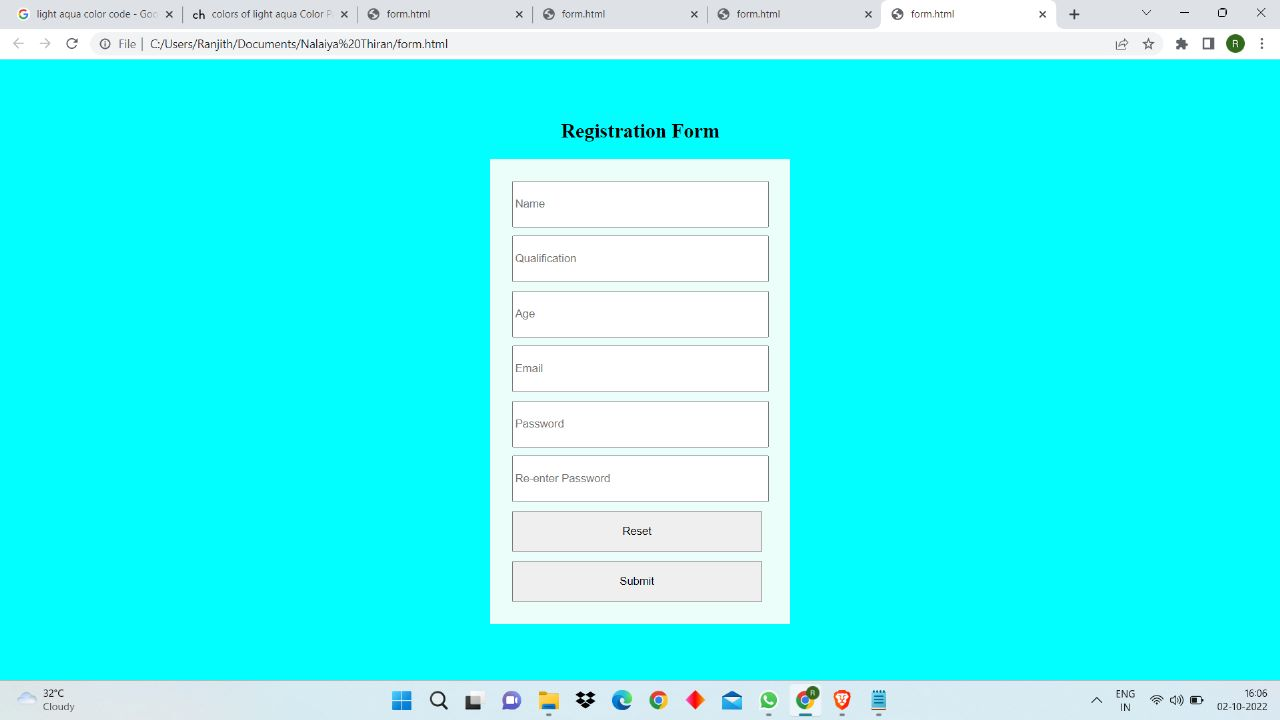 light aqua color code - Goo
ch colors of light aqua Color P
form.html
form.html
form.html
form.html
File | C:/Users/Ranjith/Documents/Nalaiya%20Thiran/form.html
R
Registration Form
Name
Qualification
Age
Email
Password
Re-enter Password
Reset
Submit
32°C
Cloudy
R
ENG
IN
16:06
02-10-2022